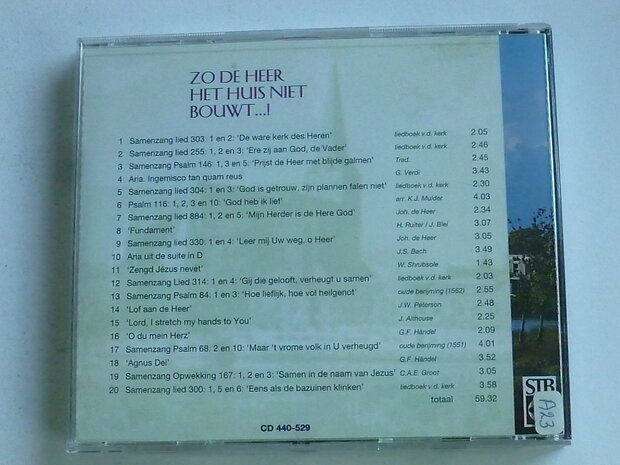 ZO DE HEER
HET HUIS NIET
BOUWT...!
1 Samenzang lied 303: 1 en 2: 'De ware kerk des Heren' liedboek v.d. kerk 2.05
2 Samenzang lied 255: 1, 2 en 3: 'Ere zij aan God, de Vader' liedboek v.d. kerk 2.46
3 Samenzang Psalm 146: 1, 3 en 5: 'Prijst de Heer met blijde galmen' Trad. 2.45
4 Aria. Ingemisco tan quam reus G. Verdi 3.43
5 Samenzang lied 304: 1 en 3: 'God is getrouw, zijn plannen falen niet' liedboek v.d. kerk 2.30
6 Psalm 116: 1, 2, 3 en 10: 'God heb ik lief' arr. K.J. Mulder 4.03
7 Samenzang lied 884: 1, 2 en 5: 'Mijn Herder is de Here God' Joh. de Heer 2.34
8 'Fundament' H. Ruiter / J. Blei 3.07
9 Samenzang lied 330: 1 en 4: 'Leer mij Uw weg, o Heer' Joh. de Heer 3.05
10 Aria uit de suite in D J.S. Bach 3.49
11 'Zengd Jézus nevét' W. Shrubsole 1.43
12 Samenzang Lied 314: 1 en 4: 'Gij die gelooft, verheugt u samen' liedboek v.d. kerk 2.03
13 Samenzang Psalm 84: 1 en 3: 'Hoe lieflijk, hoe vol heilgenot' oude berijming (1562) 2.55
14 'Lof aan de Heer' J.W. Peterson 2.48
15 'Lord, I stretch my hands to You' J. Althouse 2.25
16 'O du mein Herz' G.F. Händel 2.09
17 Samenzang Psalm 68: 2 en 10: 'Maar 't vrome volk in U verheugd' oude berijming (1551) 4.01
18 'Agnus Dei' G.F. Händel 3.52
19 Samenzang Opwekking 167: 1, 2 en 3: 'Samen in de naam van Jezus' C.A.E. Groot 3.05
20 Samenzang lied 300: 1, 5 en 6: 'Eens als de bazuinen klinken' liedboek v.d. kerk 3.58
totaal 59.32
CD 440-529
STB
A23